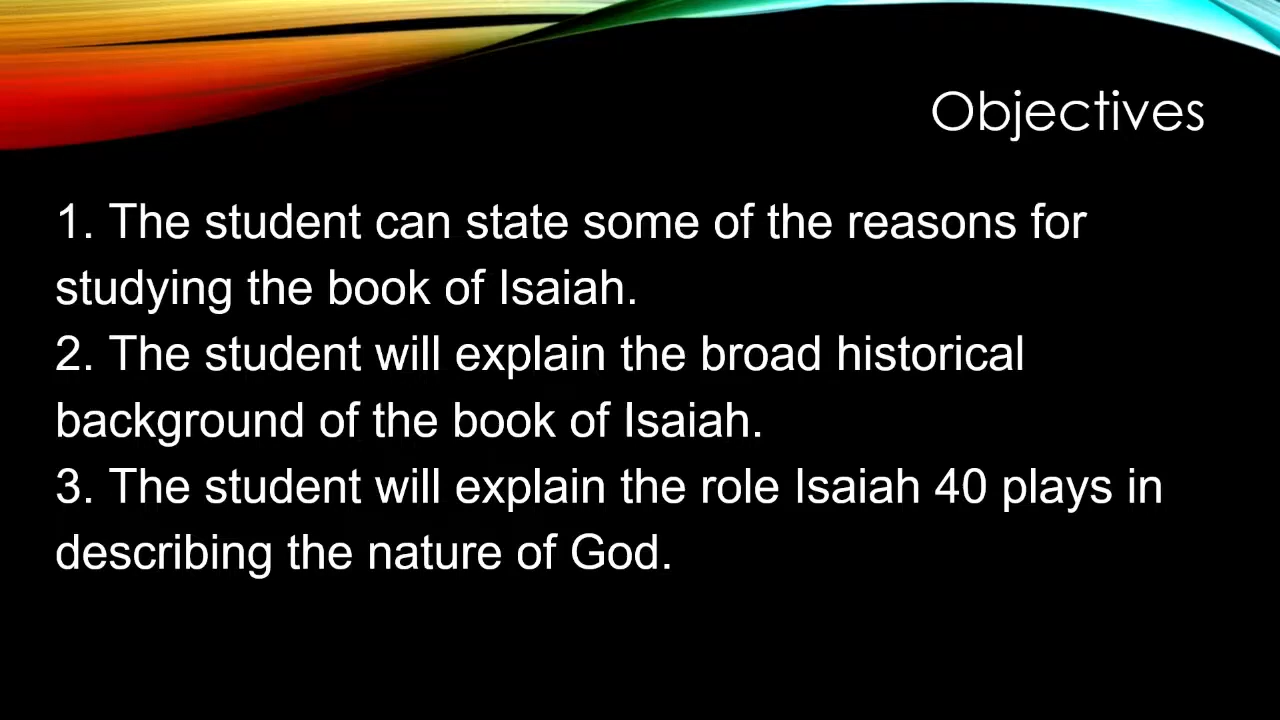 Objectives
1. The student can state some of the reasons for
studying the book of Isaiah.
2. The student will explain the broad historical
background of the book of Isaiah.
3. The student will explain the role Isaiah 40 plays in
describing the nature of God.